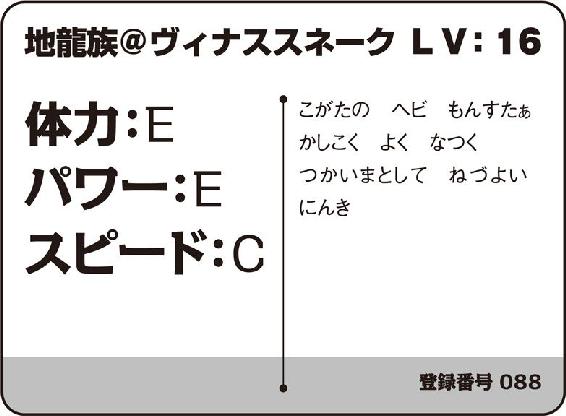 地龍族@ヴィナススネーク LV：16
体力：E
パワー：E
スピード：C
こがたの　ヘビ　もんすたぁ
かしこく　よく　なつく
つかいまとして　ねづよい
にんき
登録番号 088